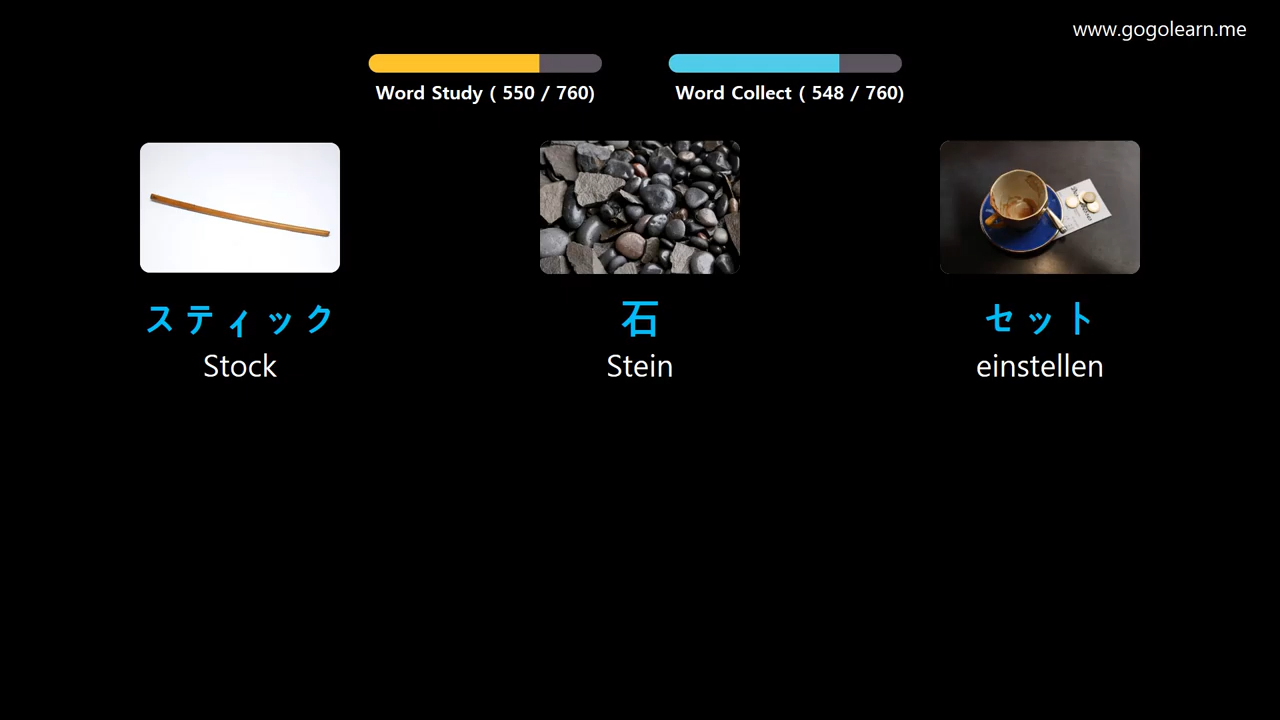 www.gogolearn.me
Word Study ( 550 / 760)
Word Collect ( 548 / 760)
スティック
石
セット
Stock
Stein
einstellen